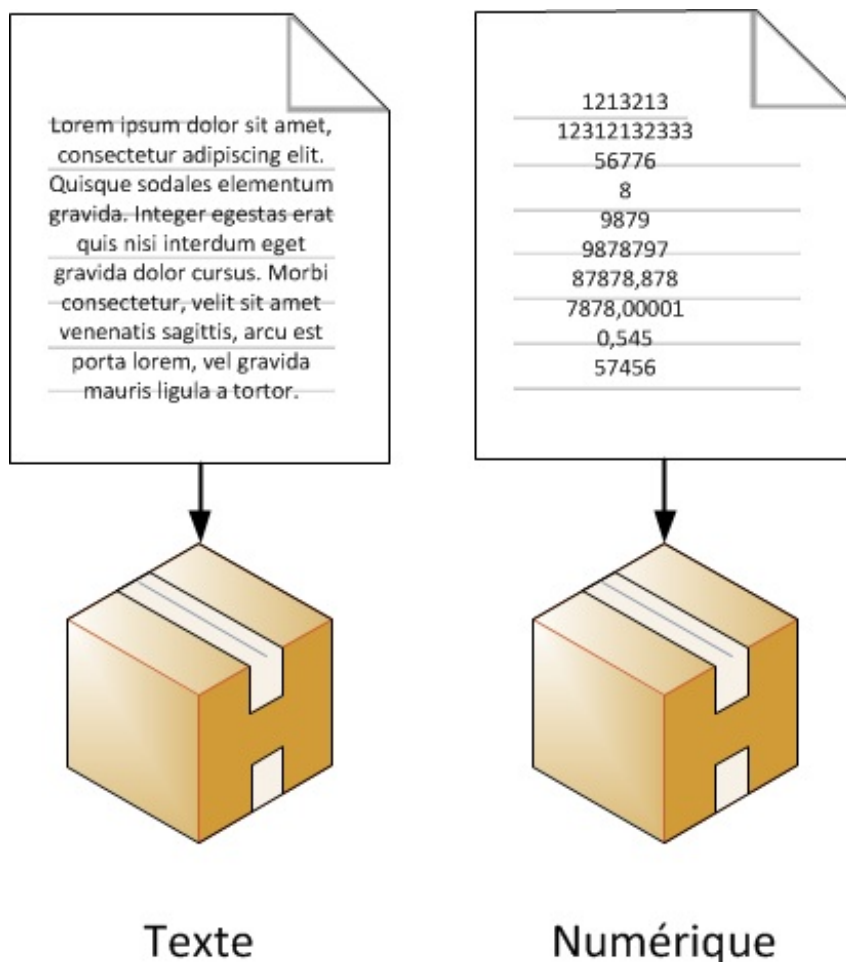 Lorem ipsum dolor sit amet,
consectetur adipiscing elit.
Quisque sodales elementum
gravida. Integer egestas erat
quis nisi interdum eget
gravida dolor cursus. Morbi
consectetur, velit sit amet
venenatis sagittis, arcu est
porta lorem, vel gravida
mauris ligula a tortor.
1213213
12312132333
56776
8
9879
9878797
87878,878
7878,00001
0,545
57456
Texte
Numérique